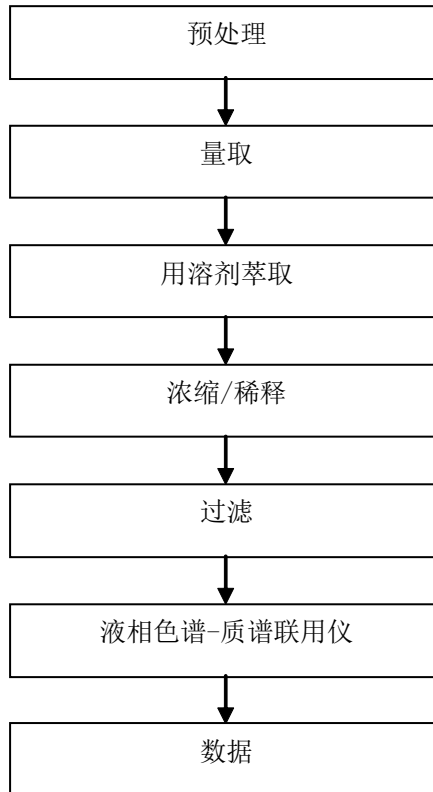 预处理
量取
用溶剂萃取
浓缩/稀释
过滤
液相色谱-质谱联用仪
数据